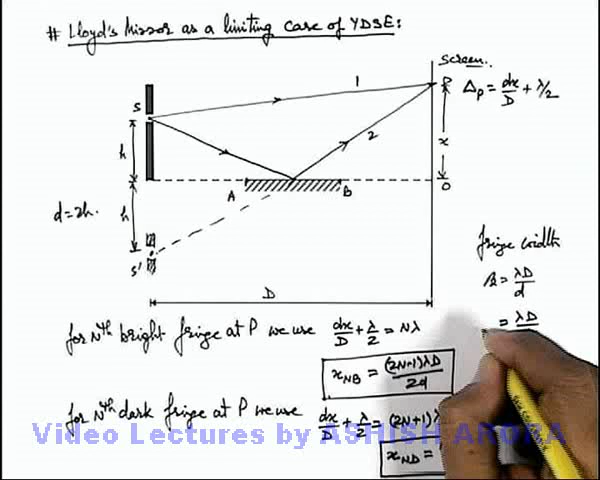 # Lloyd's Mirror as a limiting case of YDSE:
Screen..
S
1
P
Δp = dx/D + λ/2
2
h
x
A
B
O
d=2h.
h
S'
D
fringe width
β = λD/d
= λD
for Nth bright fringe at P we use dx/D + λ/2 = Nλ
xNB = (2N-1)λD/2d
for Nth dark fringe at P we use dx/D + λ/2 = (2N+1)λ
Video Lectures by ASHISH ARORA
xND =